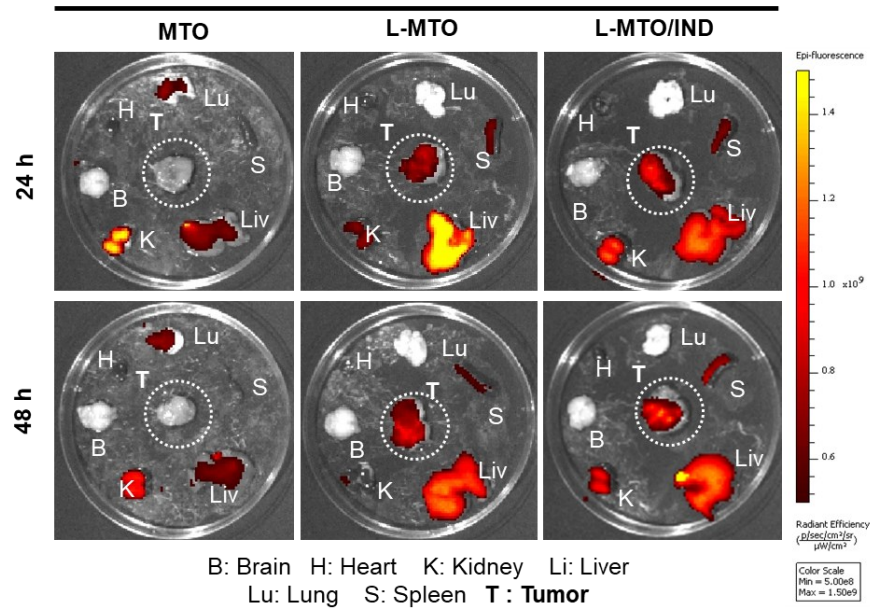 MTO
L-MTO
L-MTO/IND
24 h
H
T
Lu
S
B
K
Liv
H
T
Lu
S
B
K
Liv
H
T
Lu
S
B
K
Liv
48 h
H
T
Lu
S
B
K
Liv
H
T
Lu
S
B
K
Liv
H
T
Lu
S
B
K
Liv
Epi-fluorescence
1.4
1.2
1.0 x10⁹
0.8
0.6
Radiant Efficiency
(p/sec/cm²/sr / µW/cm²)
Color Scale
Min = 5.00e8
Max = 1.50e9
B: Brain H: Heart K: Kidney Li: Liver
Lu: Lung S: Spleen T : Tumor